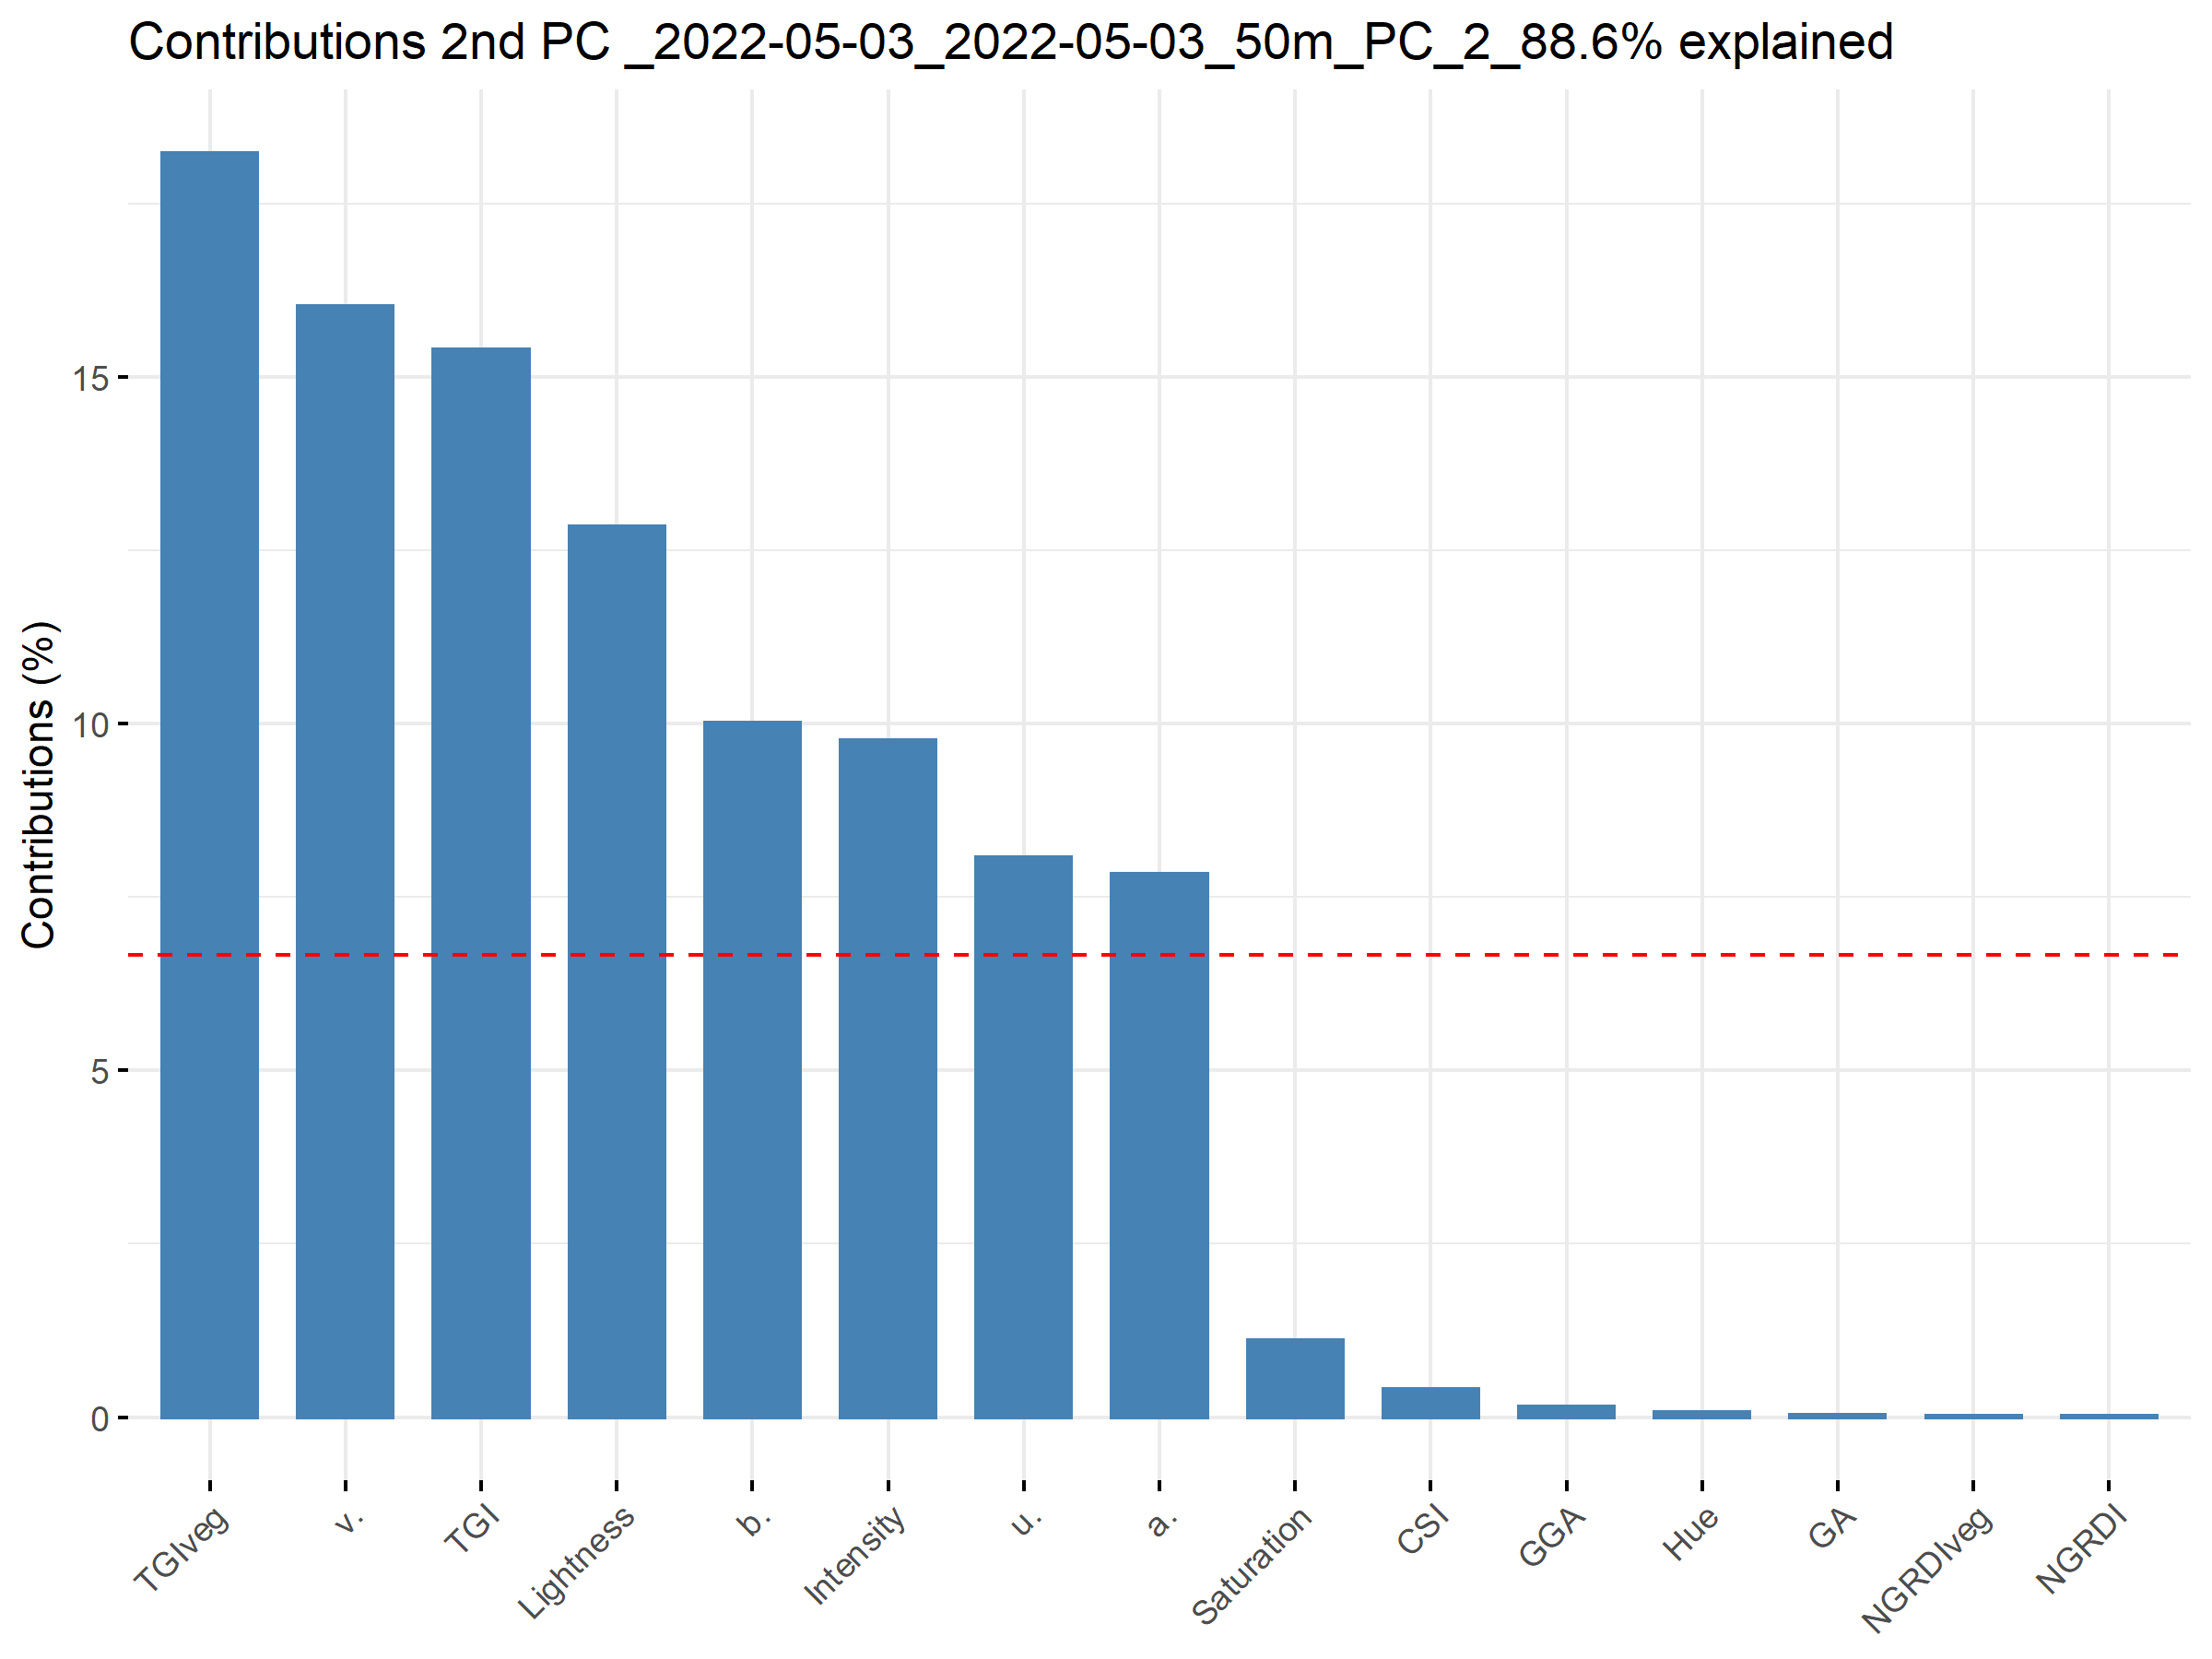 Contributions 2nd PC _2022-05-03_2022-05-03_50m_PC_2_88.6% explained
Contributions (%)
15
10
5
0
TGIveg
v.
TGI
Lightness
b.
Intensity
u.
a.
Saturation
CSI
GGA
Hue
GA
NGRDIveg
NGRDI